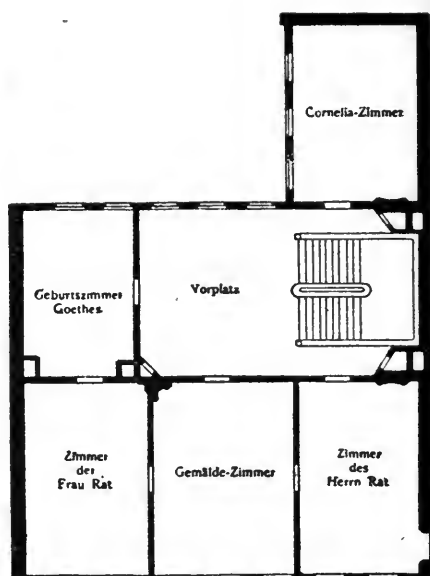 Cornelia-Zimmer
Geburtszimmer
Goethes
Vorplatz
Zimmer
der
Frau Rat
Gemälde-Zimmer
Zimmer
des
Herrn Rat